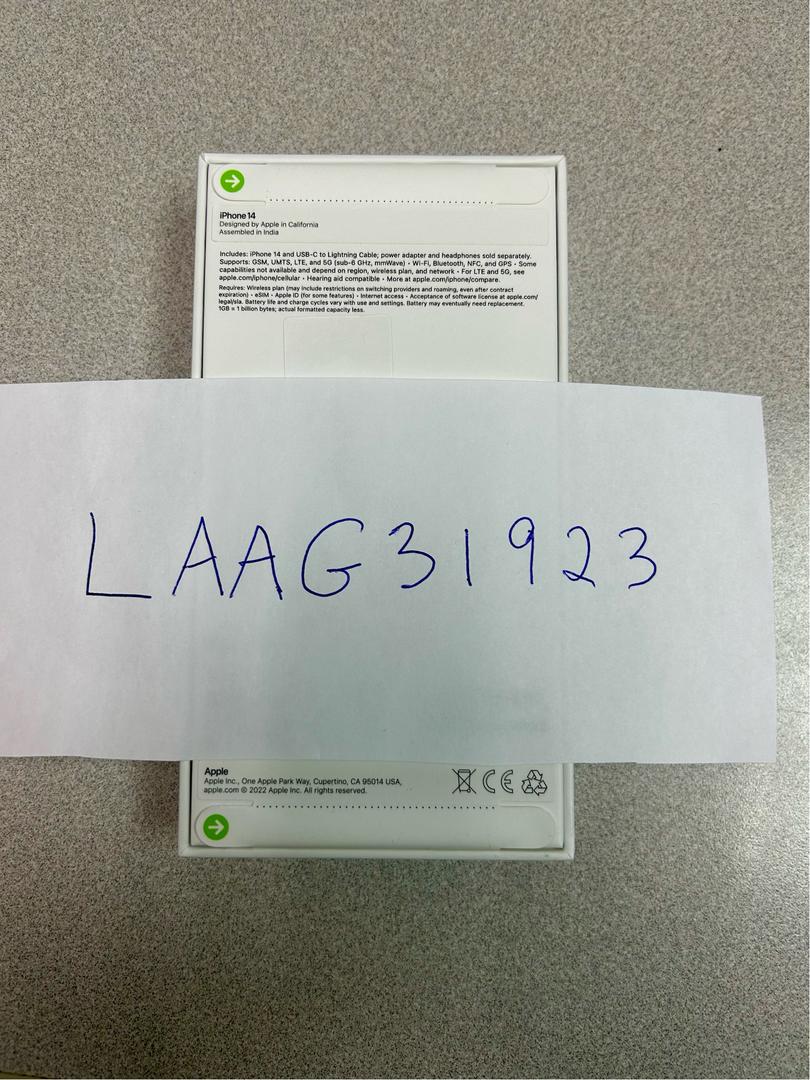 iPhone 14
Designed by Apple in California
Assembled in India
Includes: iPhone 14 and USB-C to Lightning Cable; power adapter and headphones sold separately.
Supports: GSM, UMTS, LTE, and 5G (sub-6 GHz, mmWave) • Wi-Fi, Bluetooth, NFC, and GPS • Some
capabilities not available and depend on region, wireless plan, and network • For LTE and 5G, see
apple.com/iphone/cellular • Hearing aid compatible • More at apple.com/iphone/compare.
Requires: Wireless plan (may include restrictions on switching providers and roaming, even after contract
expiration) • eSIM • Apple ID (for some features) • Internet access • Acceptance of software license at apple.com/
legal/sla. Battery life and charge cycles vary with use and settings. Battery may eventually need replacement.
1GB = 1 billion bytes; actual formatted capacity less.
LAAG31923
Apple
Apple Inc., One Apple Park Way, Cupertino, CA 95014 USA,
apple.com © 2022 Apple Inc. All rights reserved.
CE